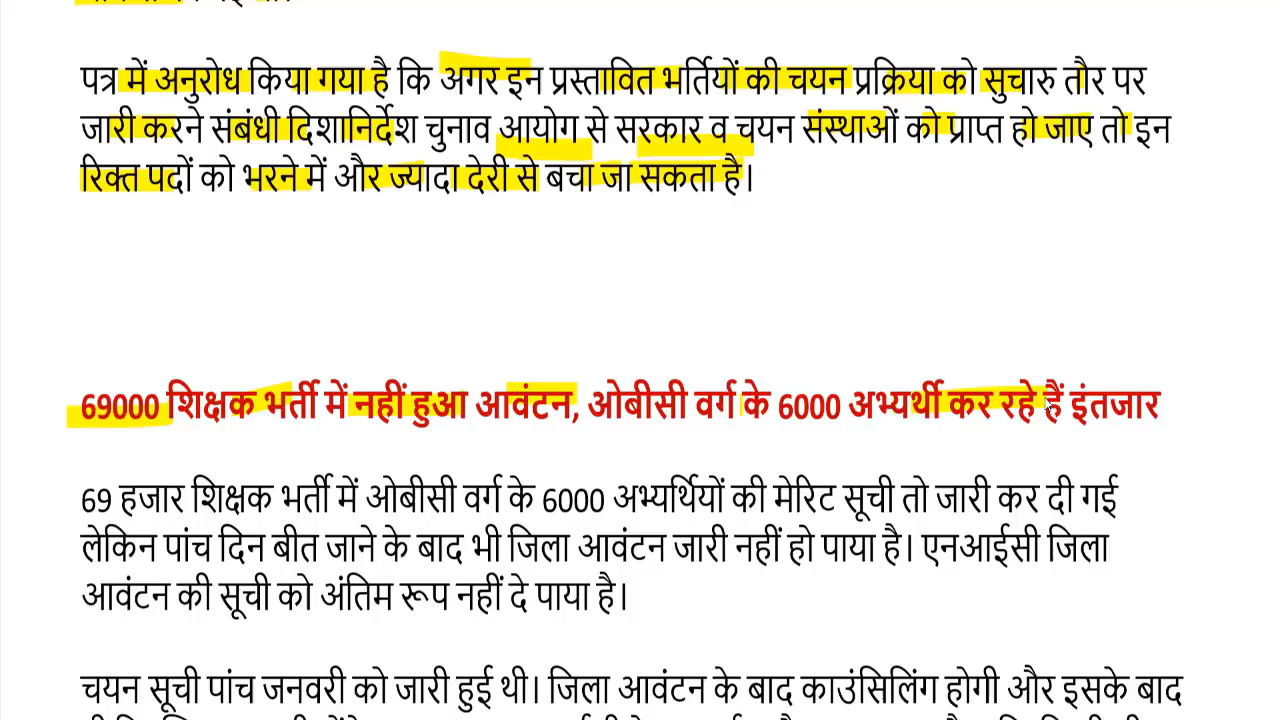 पत्र में अनुरोध किया गया है कि अगर इन प्रस्तावित भर्तियों की चयन प्रक्रिया को सुचारु तौर पर
जारी करने संबंधी दिशानिर्देश चुनाव आयोग से सरकार व चयन संस्थाओं को प्राप्त हो जाए तो इन
रिक्त पदों को भरने में और ज्यादा देरी से बचा जा सकता है।
69000 शिक्षक भर्ती में नहीं हुआ आवंटन, ओबीसी वर्ग के 6000 अभ्यर्थी कर रहे हैं इंतजार
69 हजार शिक्षक भर्ती में ओबीसी वर्ग के 6000 अभ्यर्थियों की मेरिट सूची तो जारी कर दी गई
लेकिन पांच दिन बीत जाने के बाद भी जिला आवंटन जारी नहीं हो पाया है। एनआईसी जिला
आवंटन की सूची को अंतिम रूप नहीं दे पाया है।
चयन सूची पांच जनवरी को जारी हुई थी। जिला आवंटन के बाद काउंसिलिंग होगी और इसके बाद